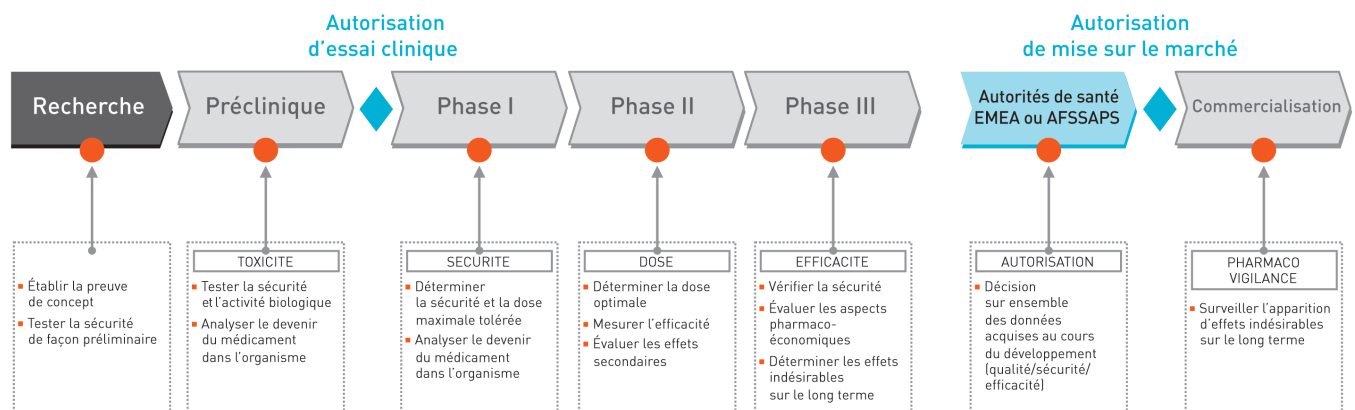 Autorisation
d'essai clinique
Autorisation
de mise sur le marché
Recherche
Préclinique
Phase I
Phase II
Phase III
Autorités de santé
EMEA ou AFSSAPS
Commercialisation
Établir la preuve
de concept
Tester la sécurité
de façon préliminaire
TOXICITE
Tester la sécurité
et l'activité biologique
Analyser le devenir
du médicament
dans l'organisme
SECURITE
Déterminer
la sécurité et la dose
maximale tolérée
Analyser le devenir
du médicament
dans l'organisme
DOSE
Déterminer la dose
optimale
Mesurer l'efficacité
Évaluer les effets
secondaires
EFFICACITE
Vérifier la sécurité
Évaluer les aspects
pharmaco-
économiques
Déterminer les effets
indésirables
sur le long terme
AUTORISATION
Décision
sur ensemble
des données
acquises au cours
du développement
(qualité/sécurité/
efficacité)
PHARMACO
VIGILANCE
Surveiller l'apparition
d'effets indésirables
sur le long terme